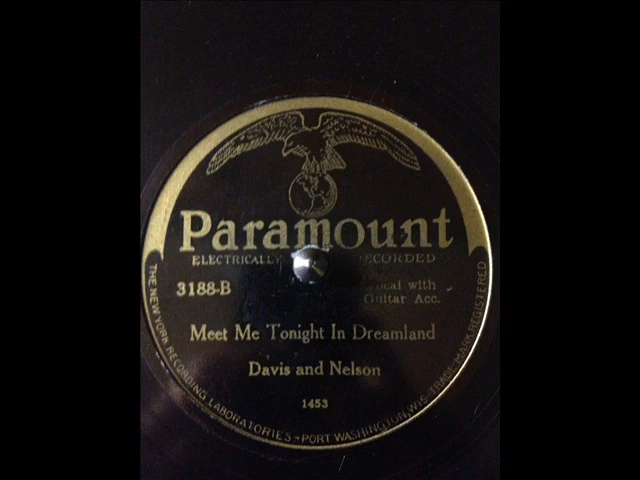 Paramount
ELECTRICALLY RECORDED
3188-B
Vocal with
Guitar Acc.
Meet Me Tonight In Dreamland
Davis and Nelson
1453
THE NEW YORK RECORDING LABORATORIES - PORT WASHINGTON, WIS. TRADE MARK REGISTERED